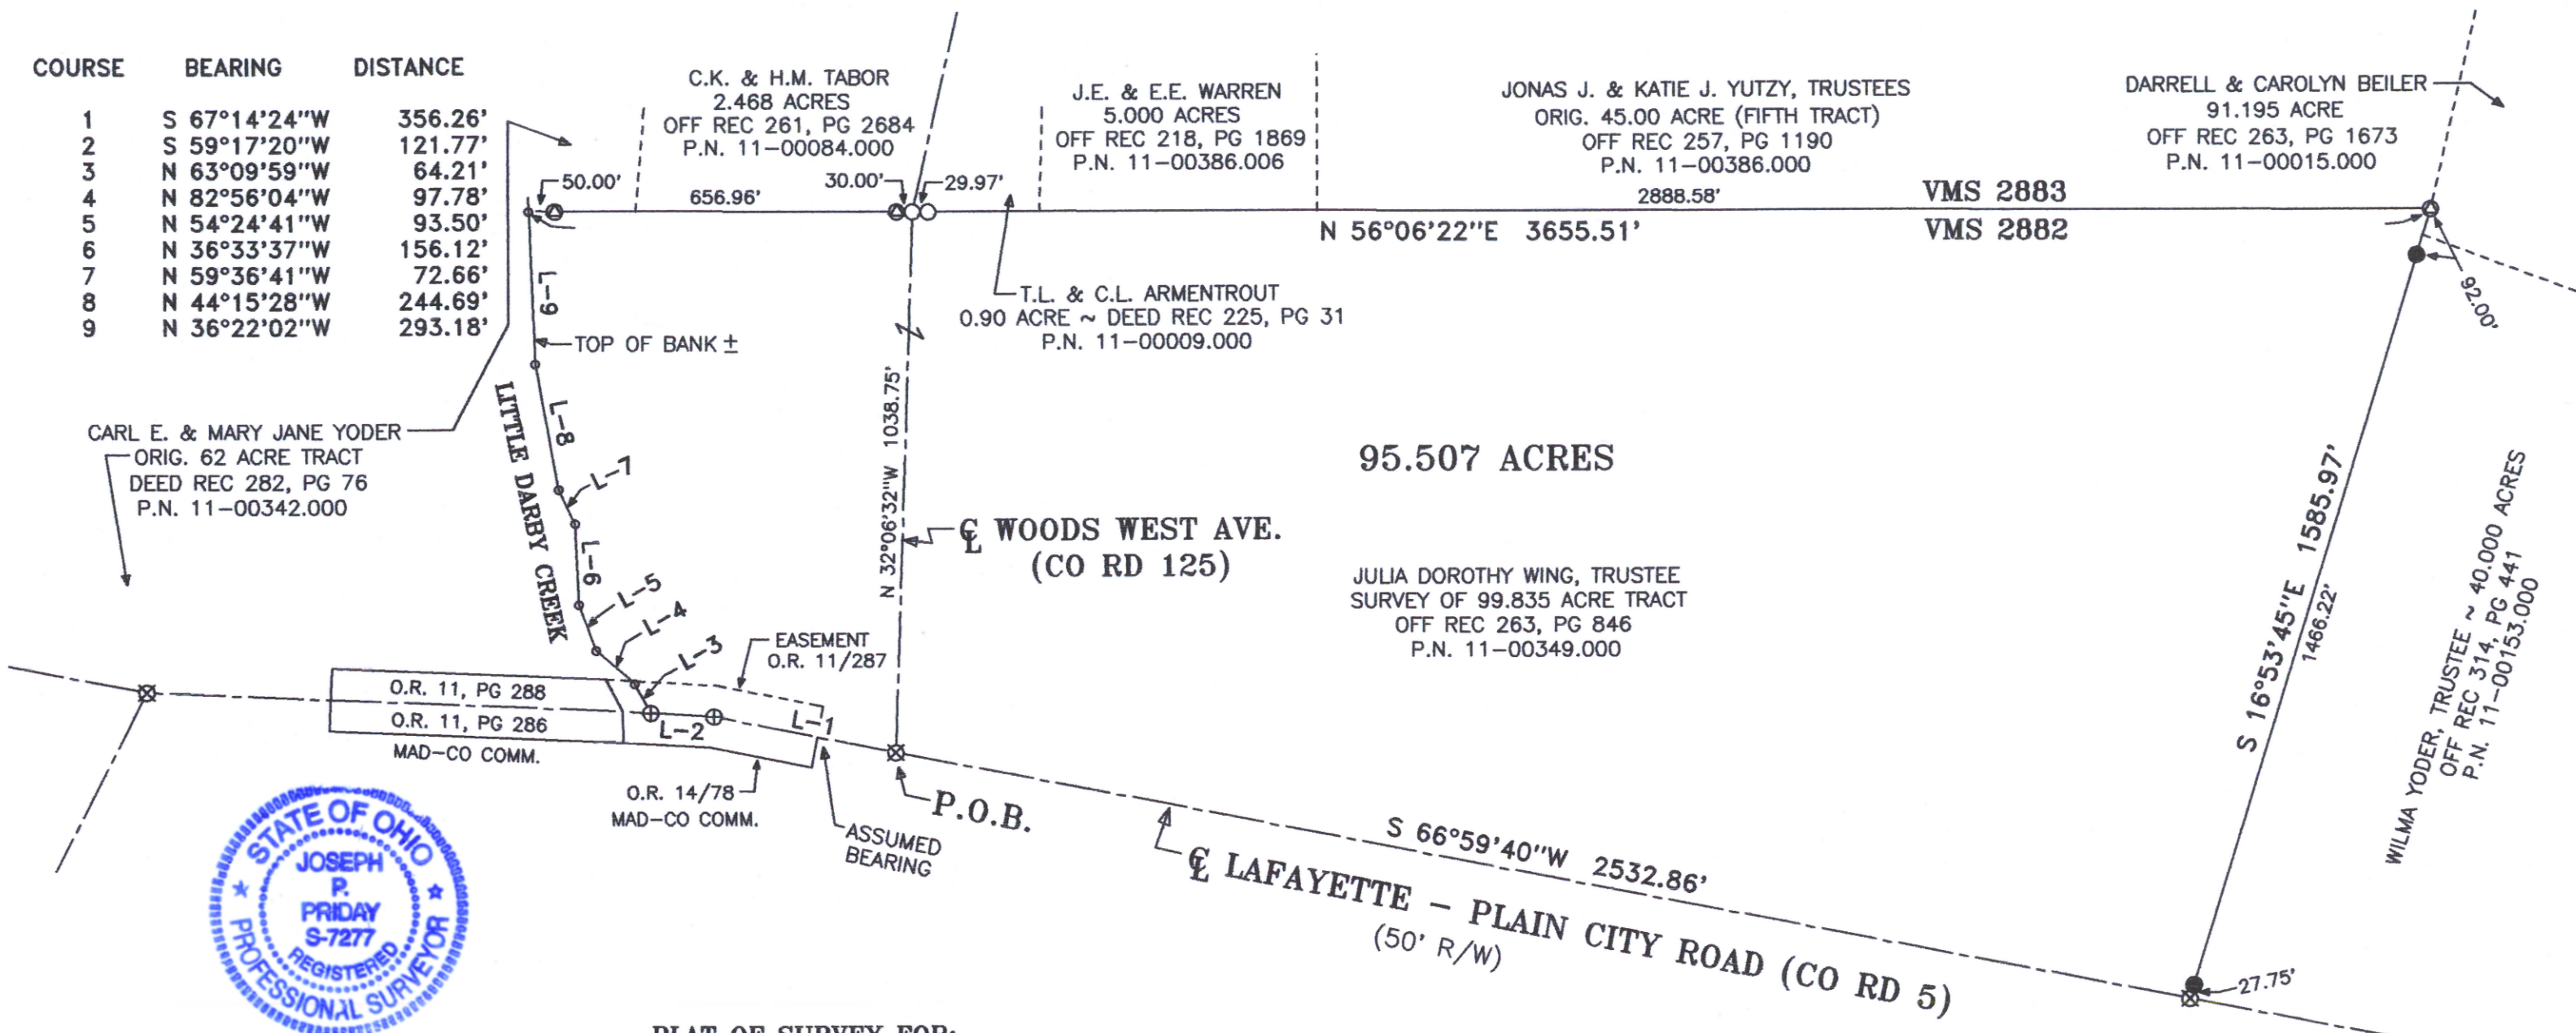 COURSE BEARING DISTANCE
1 S 67°14'24"W 356.26'
2 S 59°17'20"W 121.77'
3 N 63°09'59"W 64.21'
4 N 82°56'04"W 97.78'
5 N 54°24'41"W 93.50'
6 N 36°33'37"W 156.12'
7 N 59°36'41"W 72.66'
8 N 44°15'28"W 244.69'
9 N 36°22'02"W 293.18'
C.K. & H.M. TABOR
2.468 ACRES
OFF REC 261, PG 2684
P.N. 11-00084.000
J.E. & E.E. WARREN
5.000 ACRES
OFF REC 218, PG 1869
P.N. 11-00386.006
JONAS J. & KATIE J. YUTZY, TRUSTEES
ORIG. 45.00 ACRE (FIFTH TRACT)
OFF REC 257, PG 1190
P.N. 11-00386.000
DARRELL & CAROLYN BEILER
91.195 ACRE
OFF REC 263, PG 1673
P.N. 11-00015.000
50.00'
656.96'
30.00'
29.97'
2888.58'
VMS 2883
N 56°06'22"E 3655.51'
VMS 2882
92.00'
T.L. & C.L. ARMENTROUT
0.90 ACRE ~ DEED REC 225, PG 31
P.N. 11-00009.000
L-9
TOP OF BANK ±
L-8
L-7
L-6
L-5
L-4
L-3
LITTLE DARBY CREEK
CARL E. & MARY JANE YODER
ORIG. 62 ACRE TRACT
DEED REC 282, PG 76
P.N. 11-00342.000
N 32°06'32"W 1038.75'
95.507 ACRES
℄ WOODS WEST AVE.
(CO RD 125)
JULIA DOROTHY WING, TRUSTEE
SURVEY OF 99.835 ACRE TRACT
OFF REC 263, PG 846
P.N. 11-00349.000
S 16°53'45"E 1585.97'
1466.22'
WILMA YODER, TRUSTEE ~ 40.000 ACRES
OFF REC 314, PG 441
P.N. 11-00153.000
EASEMENT
O.R. 11/287
O.R. 11, PG 288
O.R. 11, PG 286
MAD-CO COMM.
L-2
L-1
O.R. 14/78
MAD-CO COMM.
ASSUMED
BEARING
P.O.B.
S 66°59'40"W 2532.86'
℄ LAFAYETTE - PLAIN CITY ROAD (CO RD 5)
(50' R/W)
27.75'
STATE OF OHIO
JOSEPH
P.
PRIDAY
S-7277
REGISTERED
PROFESSIONAL SURVEYOR
PLAT OF SURVEY FOR: